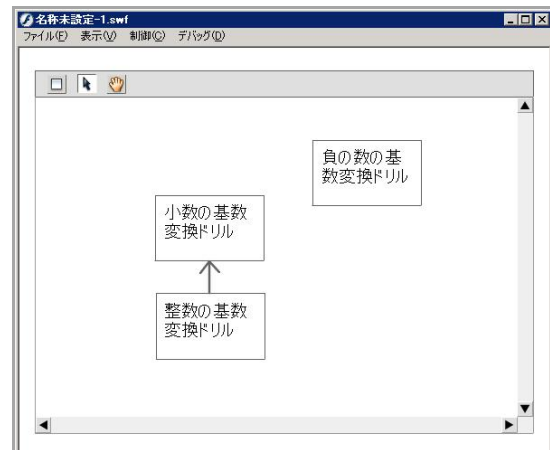 名称未設定-1.swf
ファイル(F) 表示(V) 制御(C) デバッグ(D)
負の数の基
数変換ドリル
小数の基数
変換ドリル
整数の基数
変換ドリル